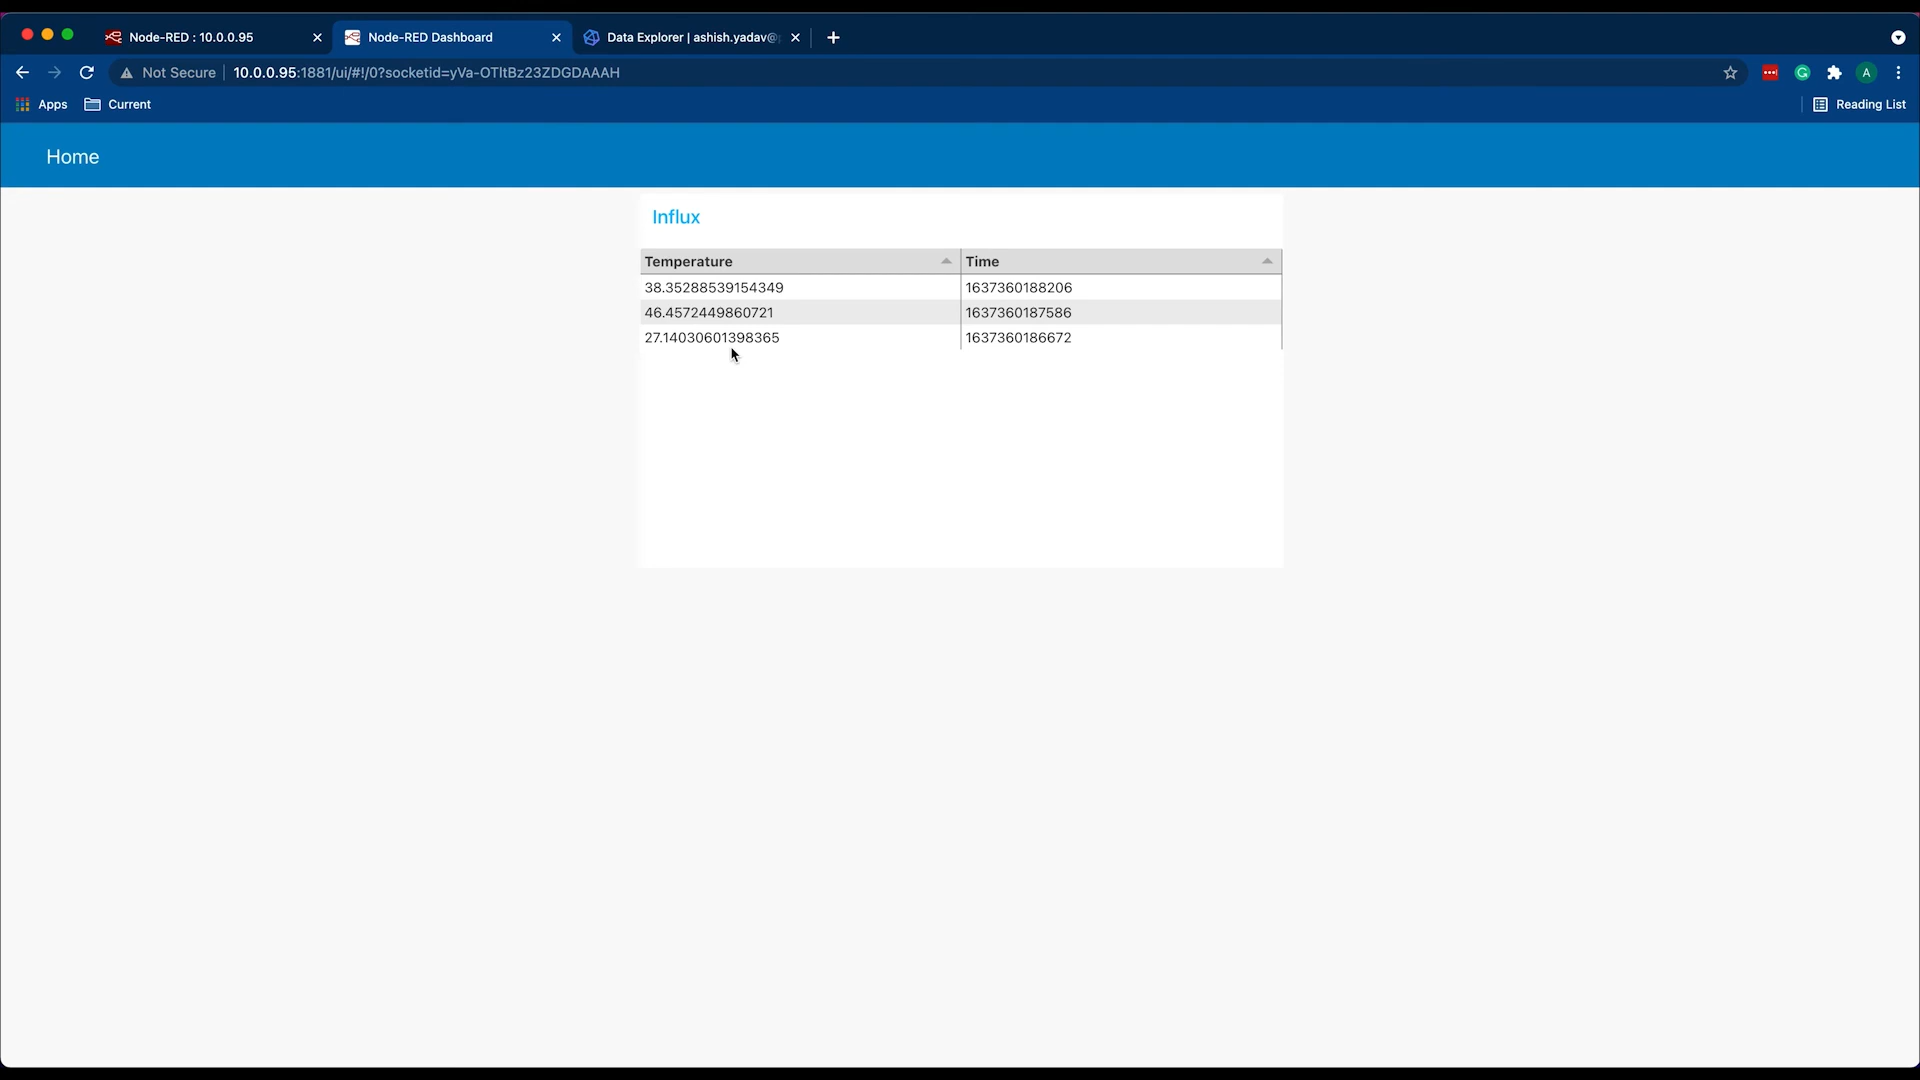 Node-RED : 10.0.0.95
Node-RED Dashboard
Data Explorer | ashish.yadav@
Not Secure
10.0.0.95:1881/ui/#!/0?socketid=yVa-OTltBz23ZDGDAAAH
A
Apps
Current
Reading List
Home
Influx
Temperature Time
38.35288539154349 1637360188206
46.4572449860721 1637360187586
27.14030601398365 1637360186672